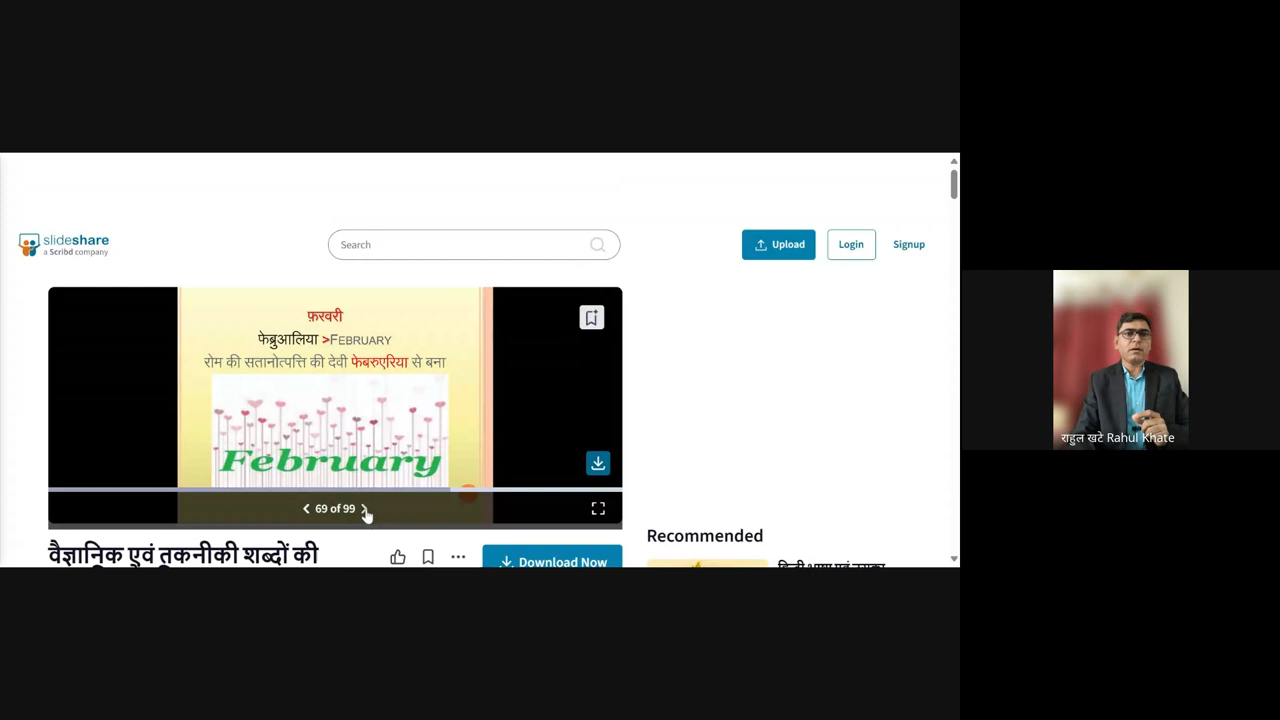 slideshare
a Scribd company
Search
Upload
Login
Signup
फ़रवरी
फेब्रुआलिया >FEBRUARY
रोम की सतानोत्पत्ति की देवी फेबरुएरिया से बना
February
69 of 99
वैज्ञानिक एवं तकनीकी शब्दों की
Download Now
Recommended
राहुल खटे Rahul Khate